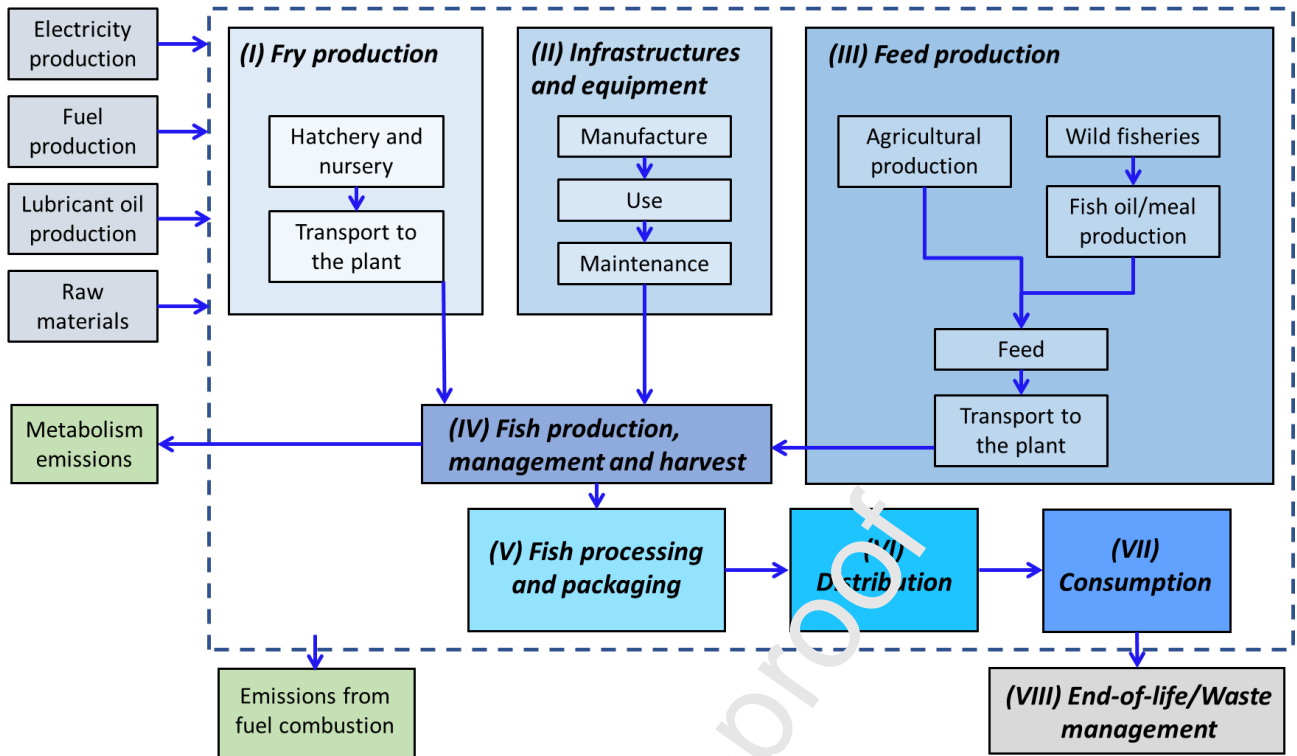 Electricity
production
Fuel
production
Lubricant oil
production
Raw
materials
(I) Fry production
Hatchery and
nursery
Transport to
the plant
(II) Infrastructures
and equipment
Manufacture
Use
Maintenance
(III) Feed production
Agricultural
production
Wild fisheries
Fish oil/meal
production
Feed
Transport to
the plant
Metabolism
emissions
(IV) Fish production,
management and harvest
(V) Fish processing
and packaging
(VI)
Distribution
(VII)
Consumption
Emissions from
fuel combustion
(VIII) End-of-life/Waste
management
proof